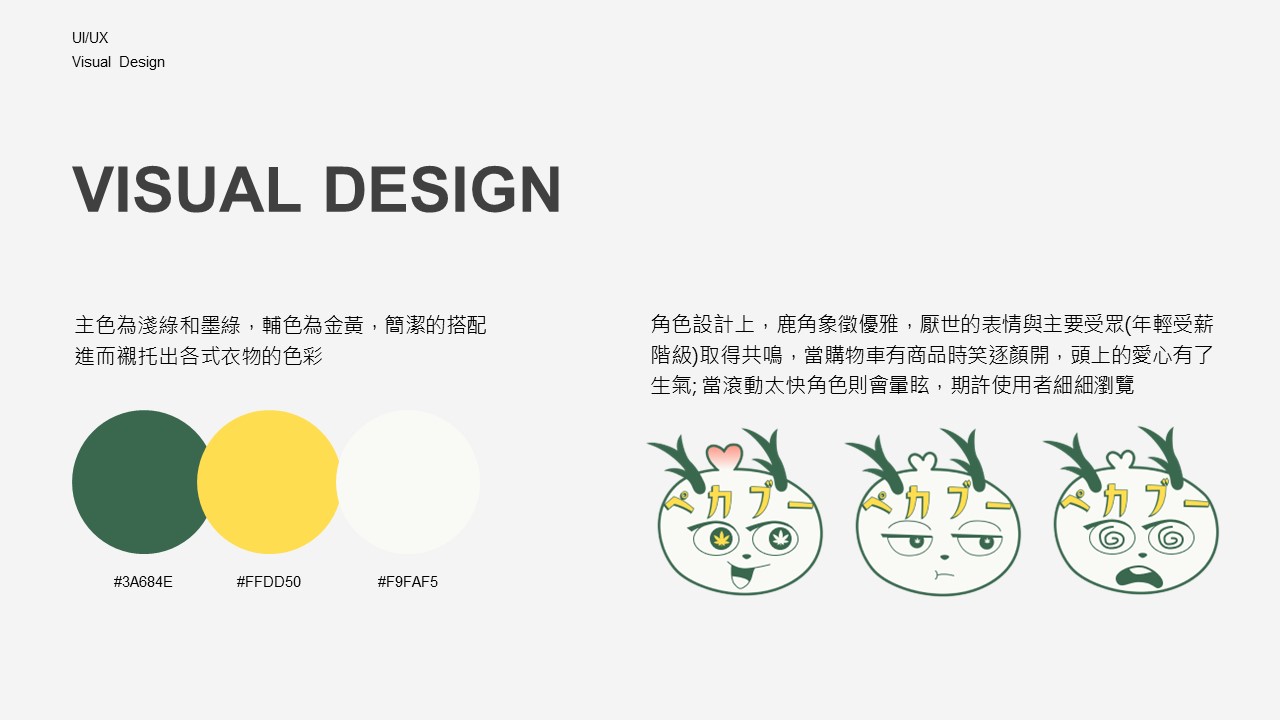 UI/UX
Visual Design
VISUAL DESIGN
主色為淺綠和墨綠，輔色為金黃，簡潔的搭配
進而襯托出各式衣物的色彩
角色設計上，鹿角象徵優雅，厭世的表情與主要受眾(年輕受薪
階級)取得共鳴，當購物車有商品時笑逐顏開，頭上的愛心有了
生氣; 當滾動太快角色則會暈眩，期許使用者細細瀏覽
ペカブー
ペカブー
ペカブー
#3A684E
#FFDD50
#F9FAF5